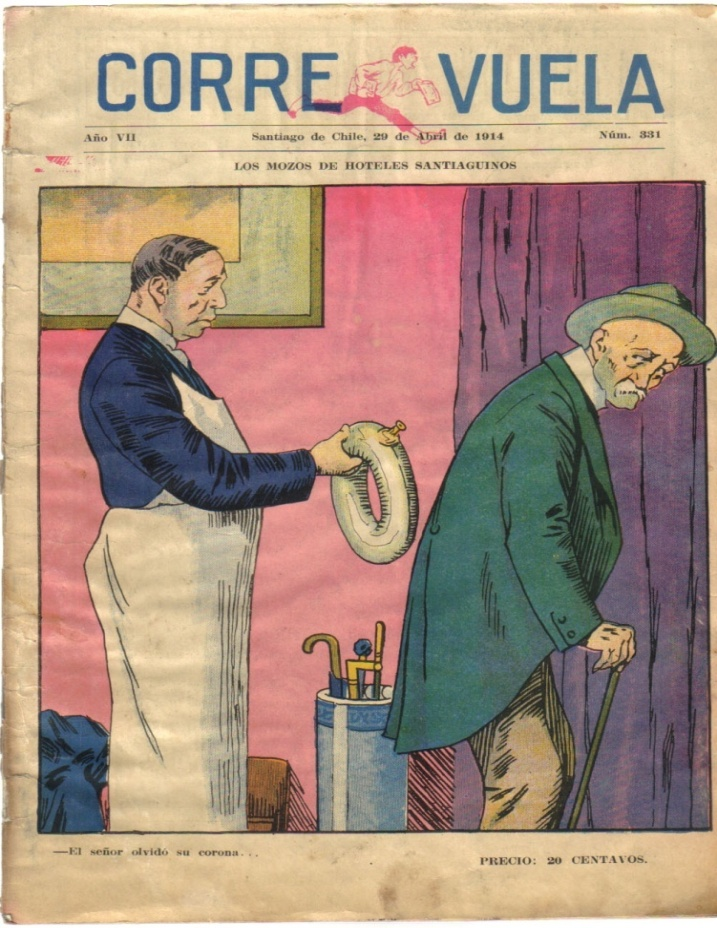 CORRE VUELA
Año VII Santiago de Chile, 29 de Abril de 1914 Núm. 331
LOS MOZOS DE HOTELES SANTIAGUINOS
—El señor olvidó su corona...
PRECIO: 20 CENTAVOS.